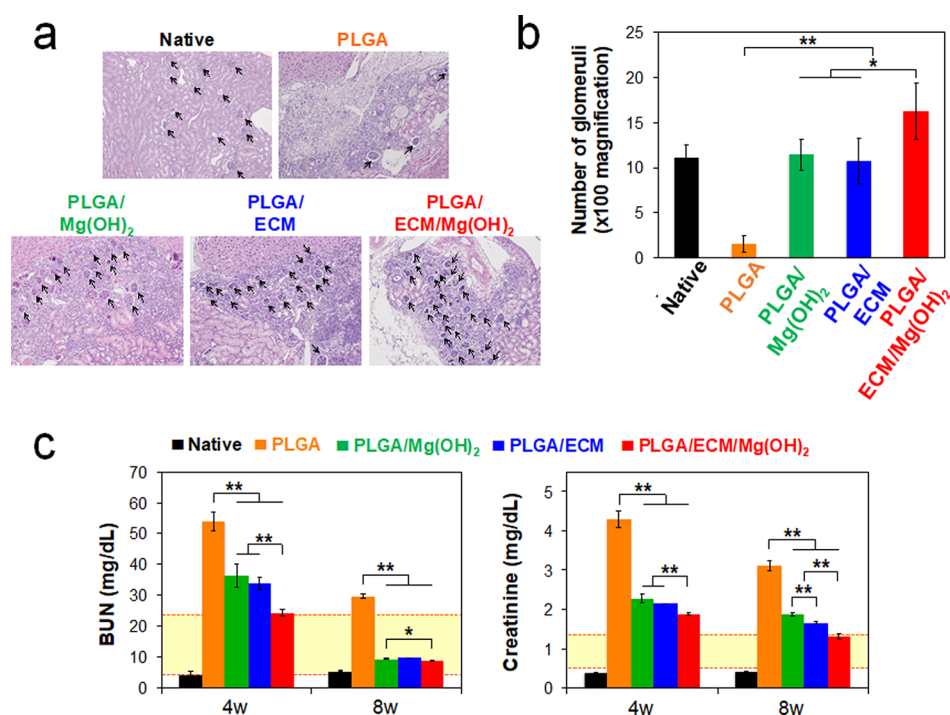 a
Native
PLGA
PLGA/
Mg(OH)₂
PLGA/
ECM
PLGA/
ECM/Mg(OH)₂
b
**
*
Number of glomeruli
(x100 magnification)
25
20
15
10
5
0
Native
PLGA
PLGA/
Mg(OH)₂
PLGA/
ECM
PLGA/
ECM/Mg(OH)₂
c
Native PLGA PLGA/Mg(OH)₂ PLGA/ECM PLGA/ECM/Mg(OH)₂
BUN (mg/dL)
70
60
50
40
30
20
10
0
**
**
**
*
4w 8w
Creatinine (mg/dL)
5
4
3
2
1
0
**
**
**
**
**
4w 8w